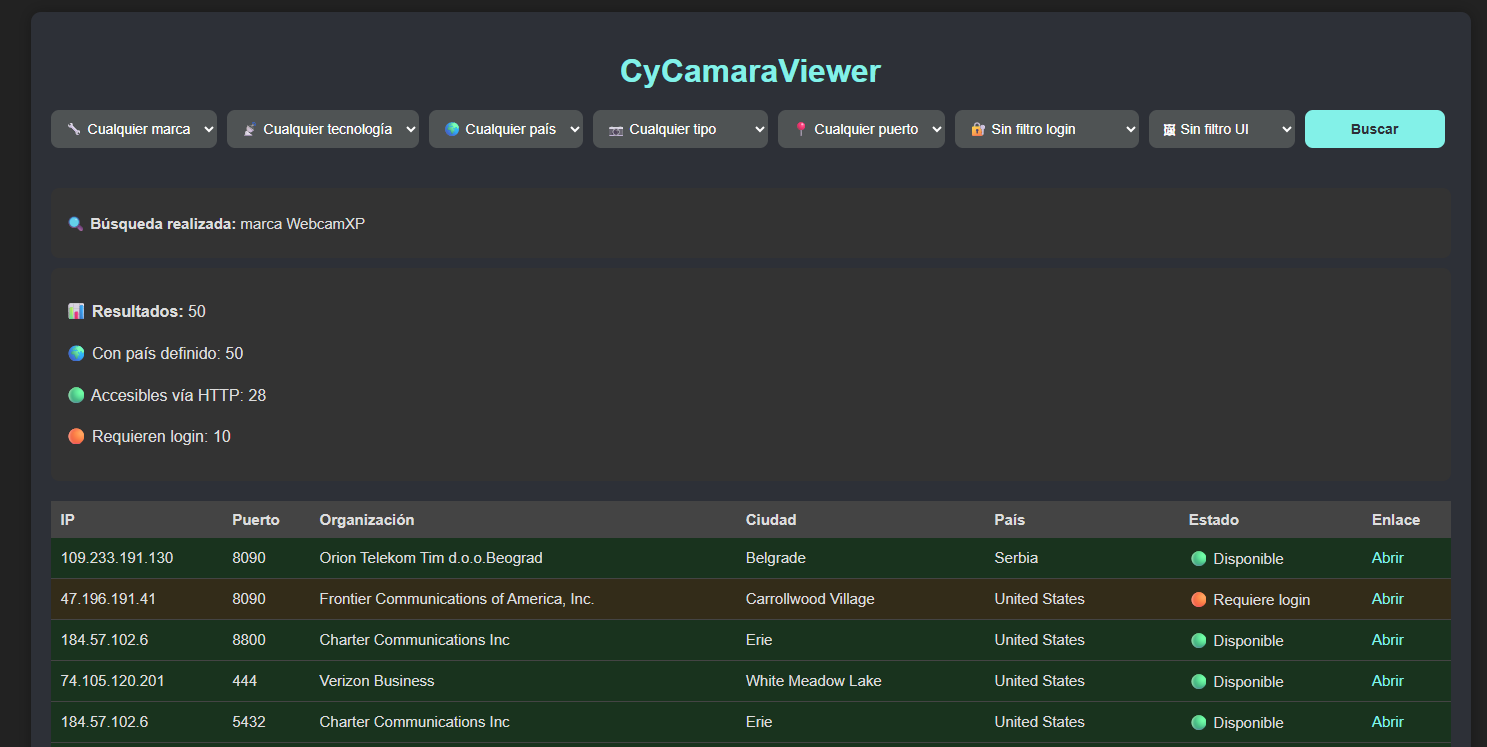 CyCamaraViewer
Cualquier marca Cualquier tecnología Cualquier país Cualquier tipo Cualquier puerto Sin filtro login Sin filtro UI Buscar
Búsqueda realizada: marca WebcamXP
Resultados: 50
Con país definido: 50
Accesibles vía HTTP: 28
Requieren login: 10
IP Puerto Organización Ciudad País Estado Enlace
109.233.191.130 8090 Orion Telekom Tim d.o.o.Beograd Belgrade Serbia Disponible Abrir
47.196.191.41 8090 Frontier Communications of America, Inc. Carrollwood Village United States Requiere login Abrir
184.57.102.6 8800 Charter Communications Inc Erie United States Disponible Abrir
74.105.120.201 444 Verizon Business White Meadow Lake United States Disponible Abrir
184.57.102.6 5432 Charter Communications Inc Erie United States Disponible Abrir